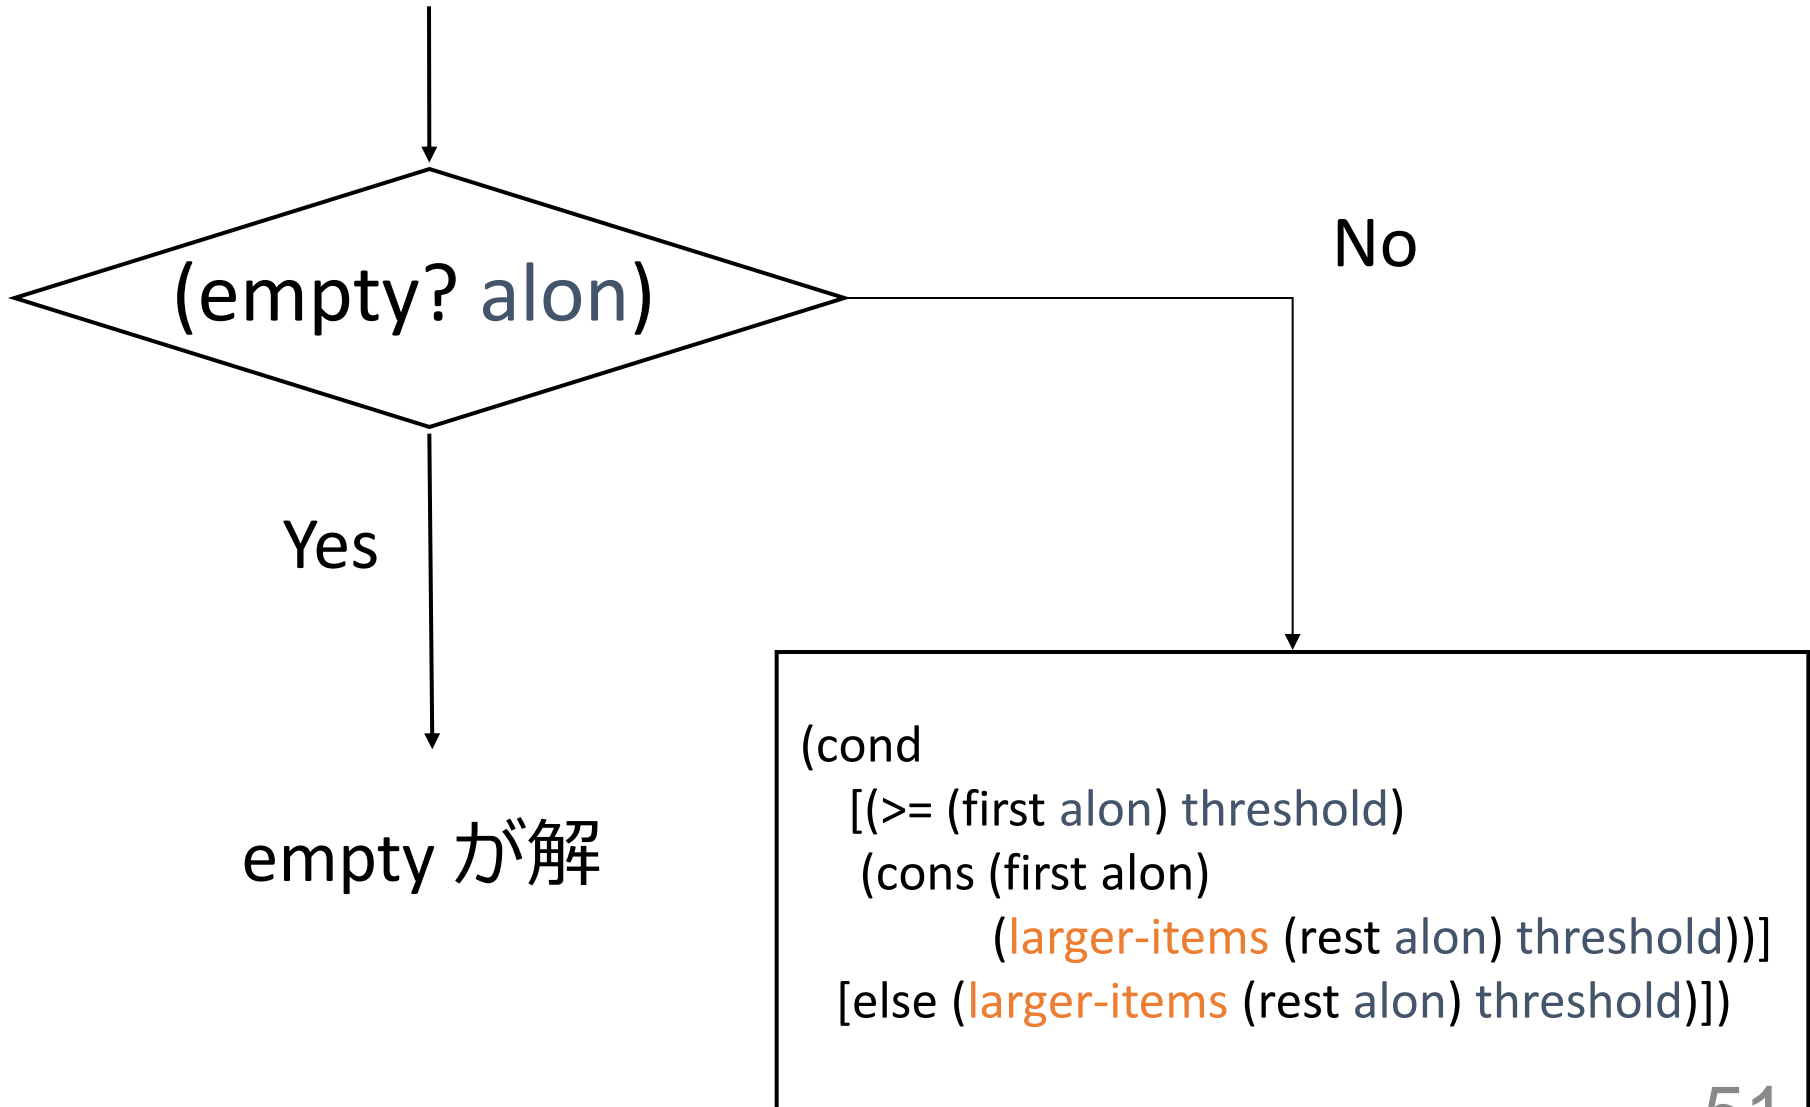 (empty? alon)
No
Yes
empty が解
(cond
[(>= (first alon) threshold)
(cons (first alon)
(larger-items (rest alon) threshold))]
[else (larger-items (rest alon) threshold)])
51